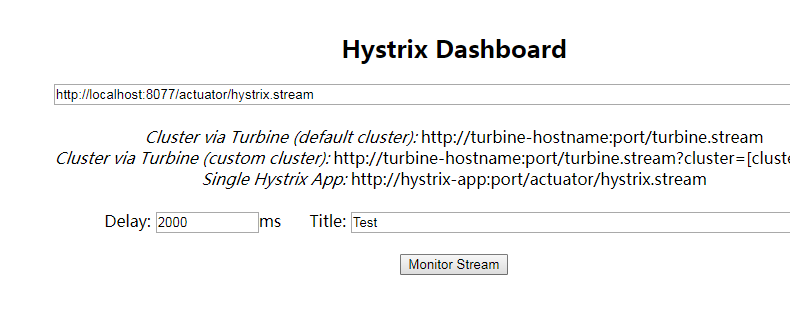 Hystrix Dashboard
http://localhost:8077/actuator/hystrix.stream
Cluster via Turbine (default cluster): http://turbine-hostname:port/turbine.stream
Cluster via Turbine (custom cluster): http://turbine-hostname:port/turbine.stream?cluster=[cluste
Single Hystrix App: http://hystrix-app:port/actuator/hystrix.stream
Delay: 2000 ms Title: Test
Monitor Stream